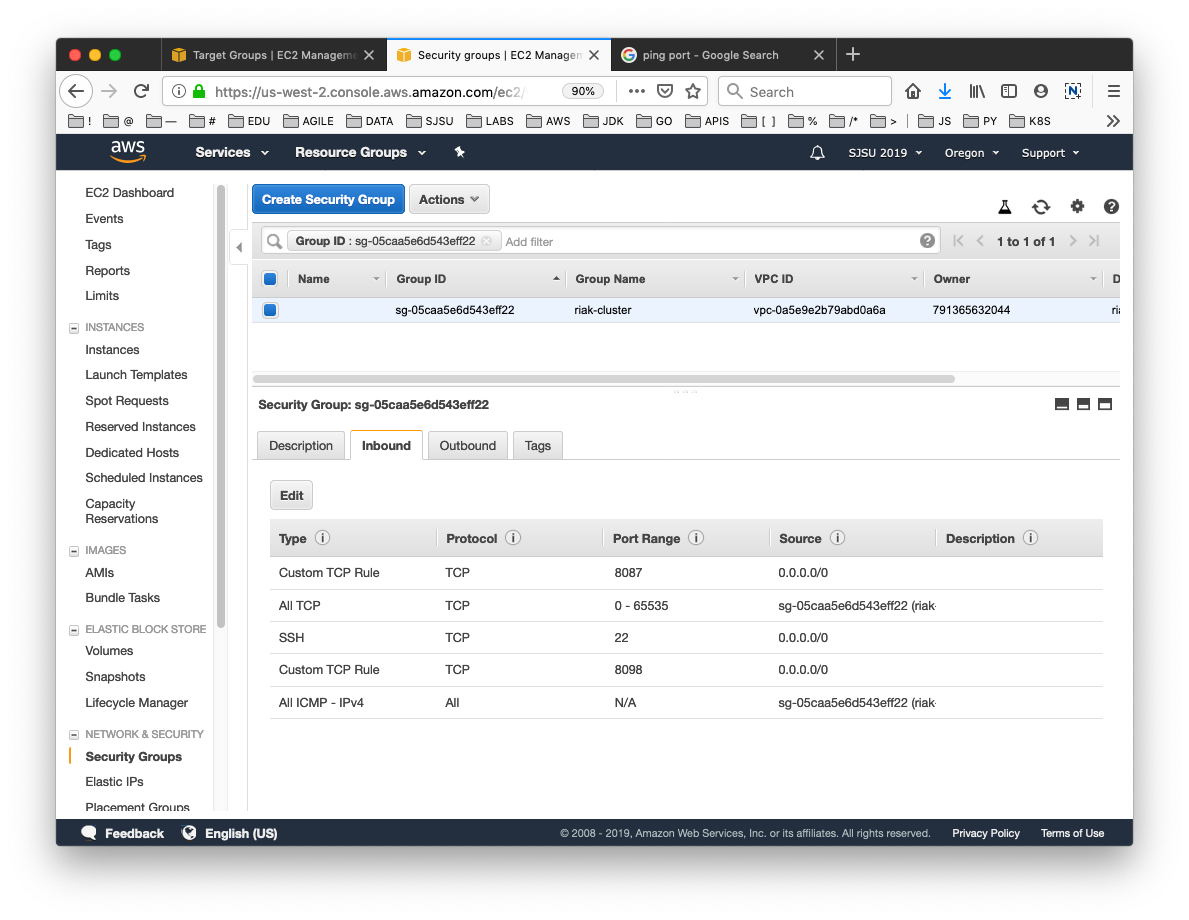 Target Groups | EC2 Manageme
Security groups | EC2 Managem
ping port - Google Search
https://us-west-2.console.aws.amazon.com/ec2/
90%
Search
! @ — # EDU AGILE DATA SJSU LABS AWS JDK GO APIS [ ] % /* > JS PY K8S
aws Services Resource Groups SJSU 2019 Oregon Support
EC2 Dashboard
Events
Tags
Reports
Limits
INSTANCES
Instances
Launch Templates
Spot Requests
Reserved Instances
Dedicated Hosts
Scheduled Instances
Capacity
Reservations
IMAGES
AMIs
Bundle Tasks
ELASTIC BLOCK STORE
Volumes
Snapshots
Lifecycle Manager
NETWORK & SECURITY
Security Groups
Elastic IPs
Placement Groups
Create Security Group Actions
Group ID : sg-05caa5e6d543eff22 Add filter 1 to 1 of 1
Name Group ID Group Name VPC ID Owner D
sg-05caa5e6d543eff22 riak-cluster vpc-0a5e9e2b79abd0a6a 791365632044 ria
Security Group: sg-05caa5e6d543eff22
Description Inbound Outbound Tags
Edit
Type Protocol Port Range Source Description
Custom TCP Rule TCP 8087 0.0.0.0/0
All TCP TCP 0 - 65535 sg-05caa5e6d543eff22 (riak-
SSH TCP 22 0.0.0.0/0
Custom TCP Rule TCP 8098 0.0.0.0/0
All ICMP - IPv4 All N/A sg-05caa5e6d543eff22 (riak-
Feedback English (US) © 2008 - 2019, Amazon Web Services, Inc. or its affiliates. All rights reserved. Privacy Policy Terms of Use